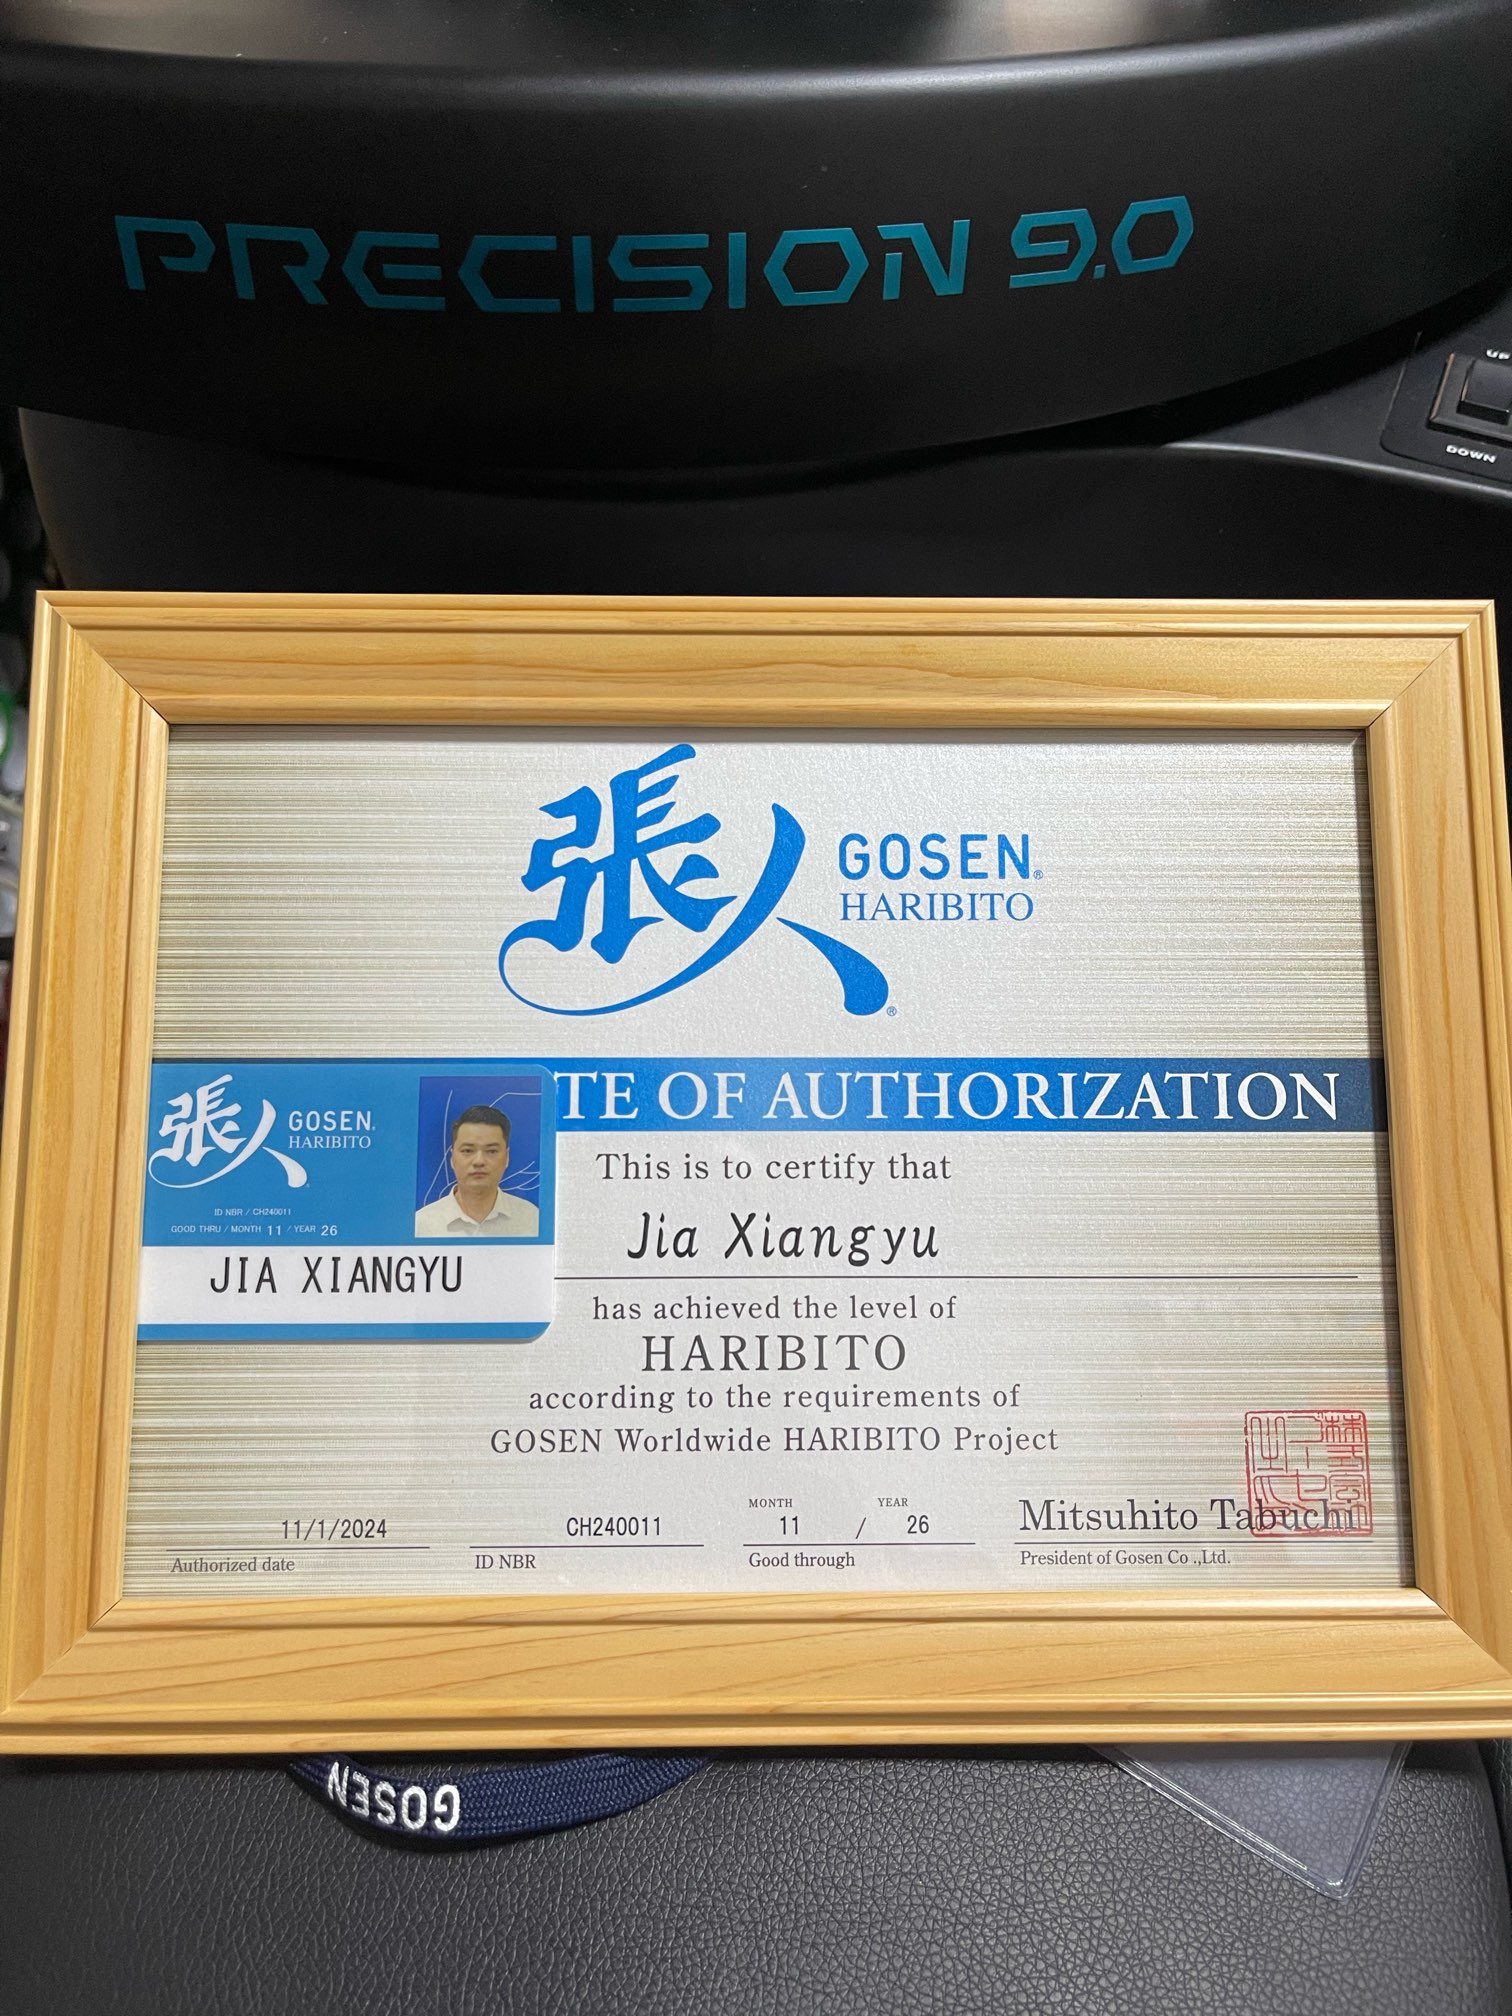 PRECISION 9.0
UP
DOWN
張人
GOSEN®
HARIBITO
®
TE OF AUTHORIZATION
張人
GOSEN®
HARIBITO
ID NBR / CH240011
GOOD THRU / MONTH 11 / YEAR 26
JIA XIANGYU
This is to certify that
Jia Xiangyu
has achieved the level of
HARIBITO
according to the requirements of
GOSEN Worldwide HARIBITO Project
11/1/2024
Authorized date
CH240011
ID NBR
MONTH YEAR
11 / 26
Good through
Mitsuhito Tabuchi
President of Gosen Co .,Ltd.
GOSEN